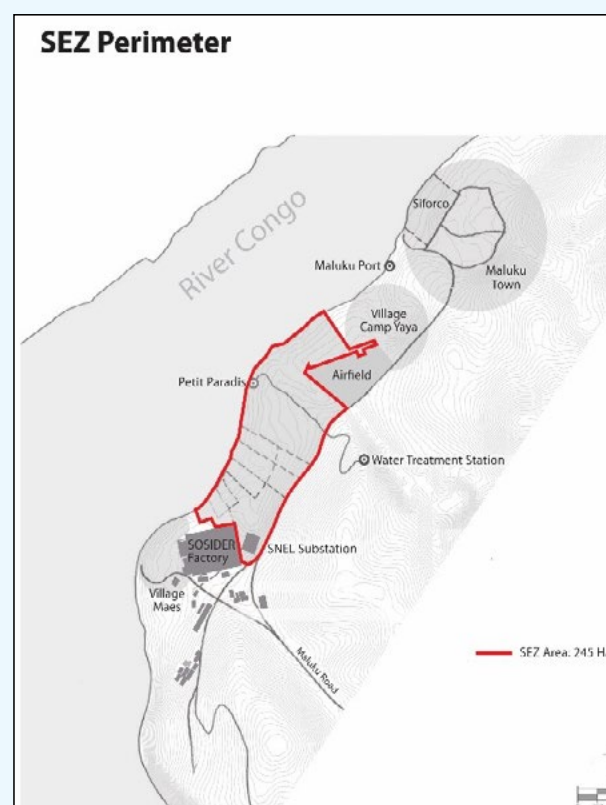 SEZ Perimeter
River Congo
Siforco
Maluku Port
Maluku
Town
Village
Camp Yaya
Airfield
Petit Paradis
Water Treatment Station
SOSIDER
Factory
SNEL Substation
Village
Maes
Maluku Road
SEZ Area. 245 H